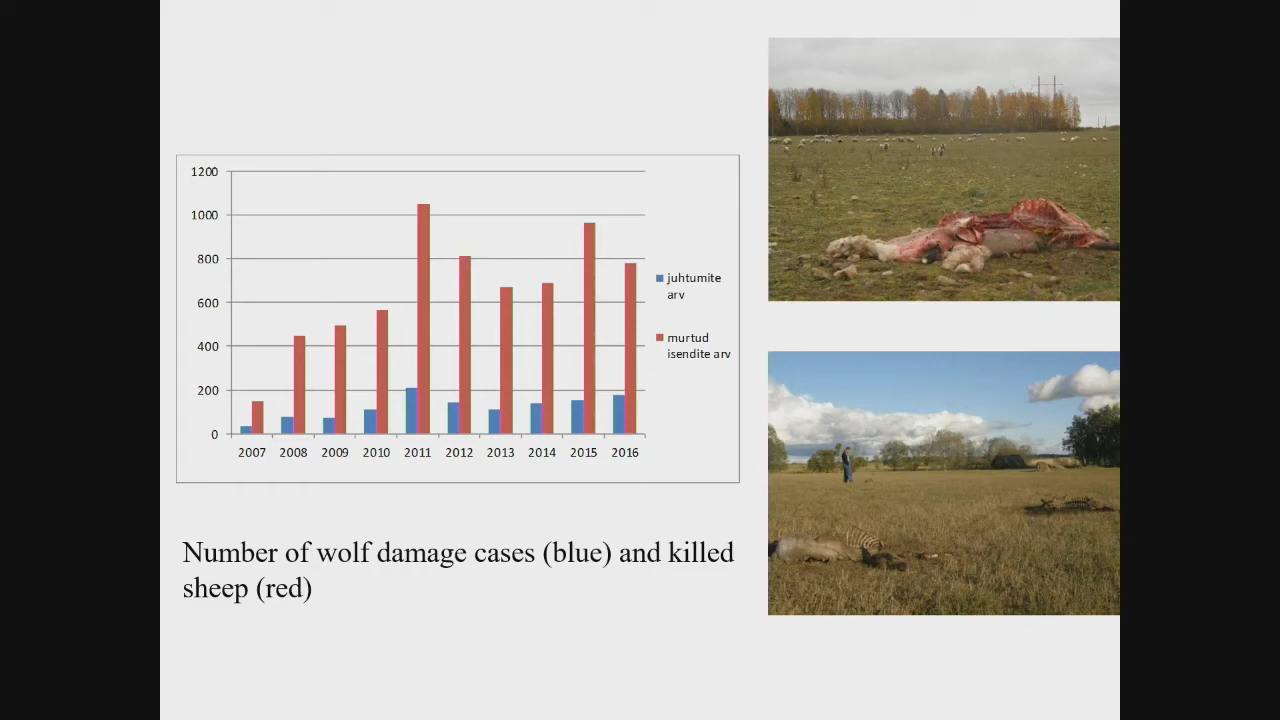 1200
1000
800
600
400
200
0
2007 2008 2009 2010 2011 2012 2013 2014 2015 2016
juhtumite
arv
murtud
isendite arv
Number of wolf damage cases (blue) and killed
sheep (red)